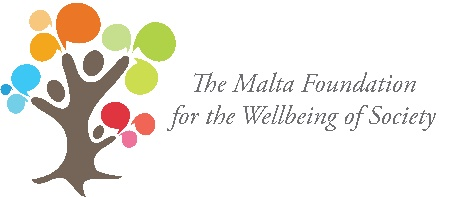 The Malta Foundation
for the Wellbeing of Society